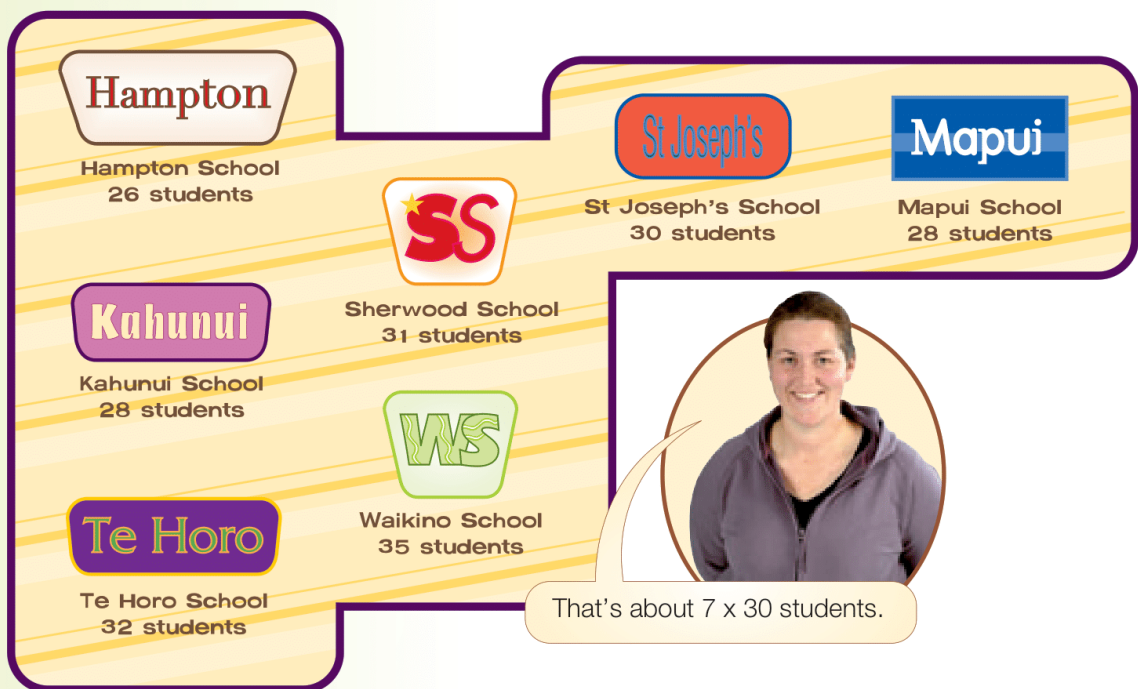 Hampton
Hampton School
26 students
Kahunui
Kahunui School
28 students
Te Horo
Te Horo School
32 students
SS
Sherwood School
31 students
WS
Waikino School
35 students
St Joseph's
St Joseph's School
30 students
Mapui
Mapui School
28 students
That's about 7 x 30 students.